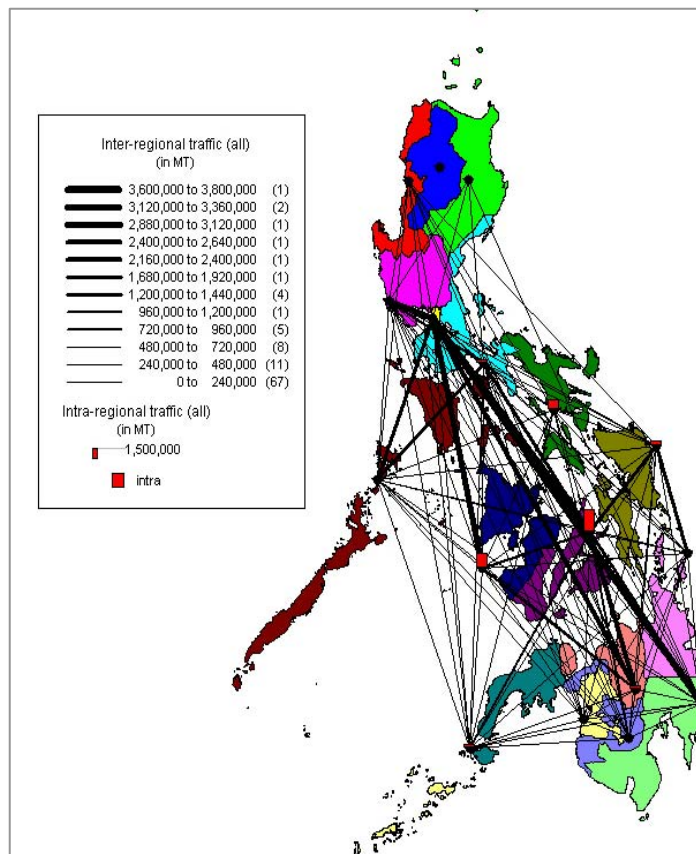 Inter-regional traffic (all)
(in MT)
3,600,000 to 3,800,000 (1)
3,120,000 to 3,360,000 (2)
2,880,000 to 3,120,000 (1)
2,400,000 to 2,640,000 (1)
2,160,000 to 2,400,000 (1)
1,680,000 to 1,920,000 (1)
1,200,000 to 1,440,000 (4)
960,000 to 1,200,000 (1)
720,000 to 960,000 (5)
480,000 to 720,000 (8)
240,000 to 480,000 (11)
0 to 240,000 (67)
Intra-regional traffic (all)
(in MT)
1,500,000
intra